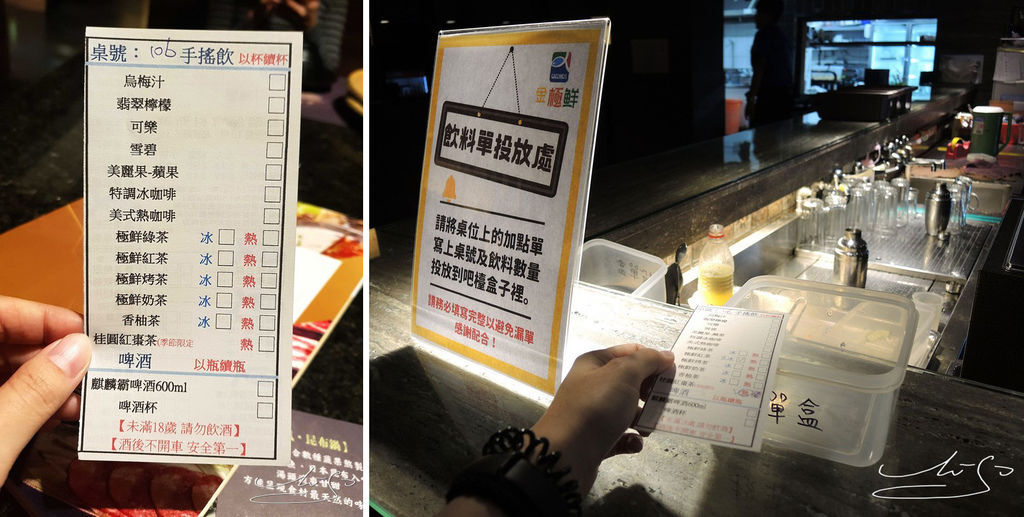 桌號： 106 手搖飲 以杯續杯
烏梅汁
翡翠檸檬
可樂
雪碧
美麗果-蘋果
特調冰咖啡
美式熱咖啡
極鮮綠茶 冰 熱
極鮮紅茶 冰 熱
極鮮烤茶 冰 熱
極鮮奶茶 冰 熱
香柚茶 冰 熱
桂圓紅棗茶(季節限定 熱
啤酒 以瓶續瓶
麒麟霸啤酒600ml
啤酒杯
【未滿18歲 請勿飲酒】
【酒後不開車 安全第一】
昆布鍋】
金極鮮
飲料單投放處
請將桌位上的加點單
寫上桌號及飲料數量
投放到吧檯盒子裡。
請務必填寫完整以避免漏單
感謝配合！
單盒